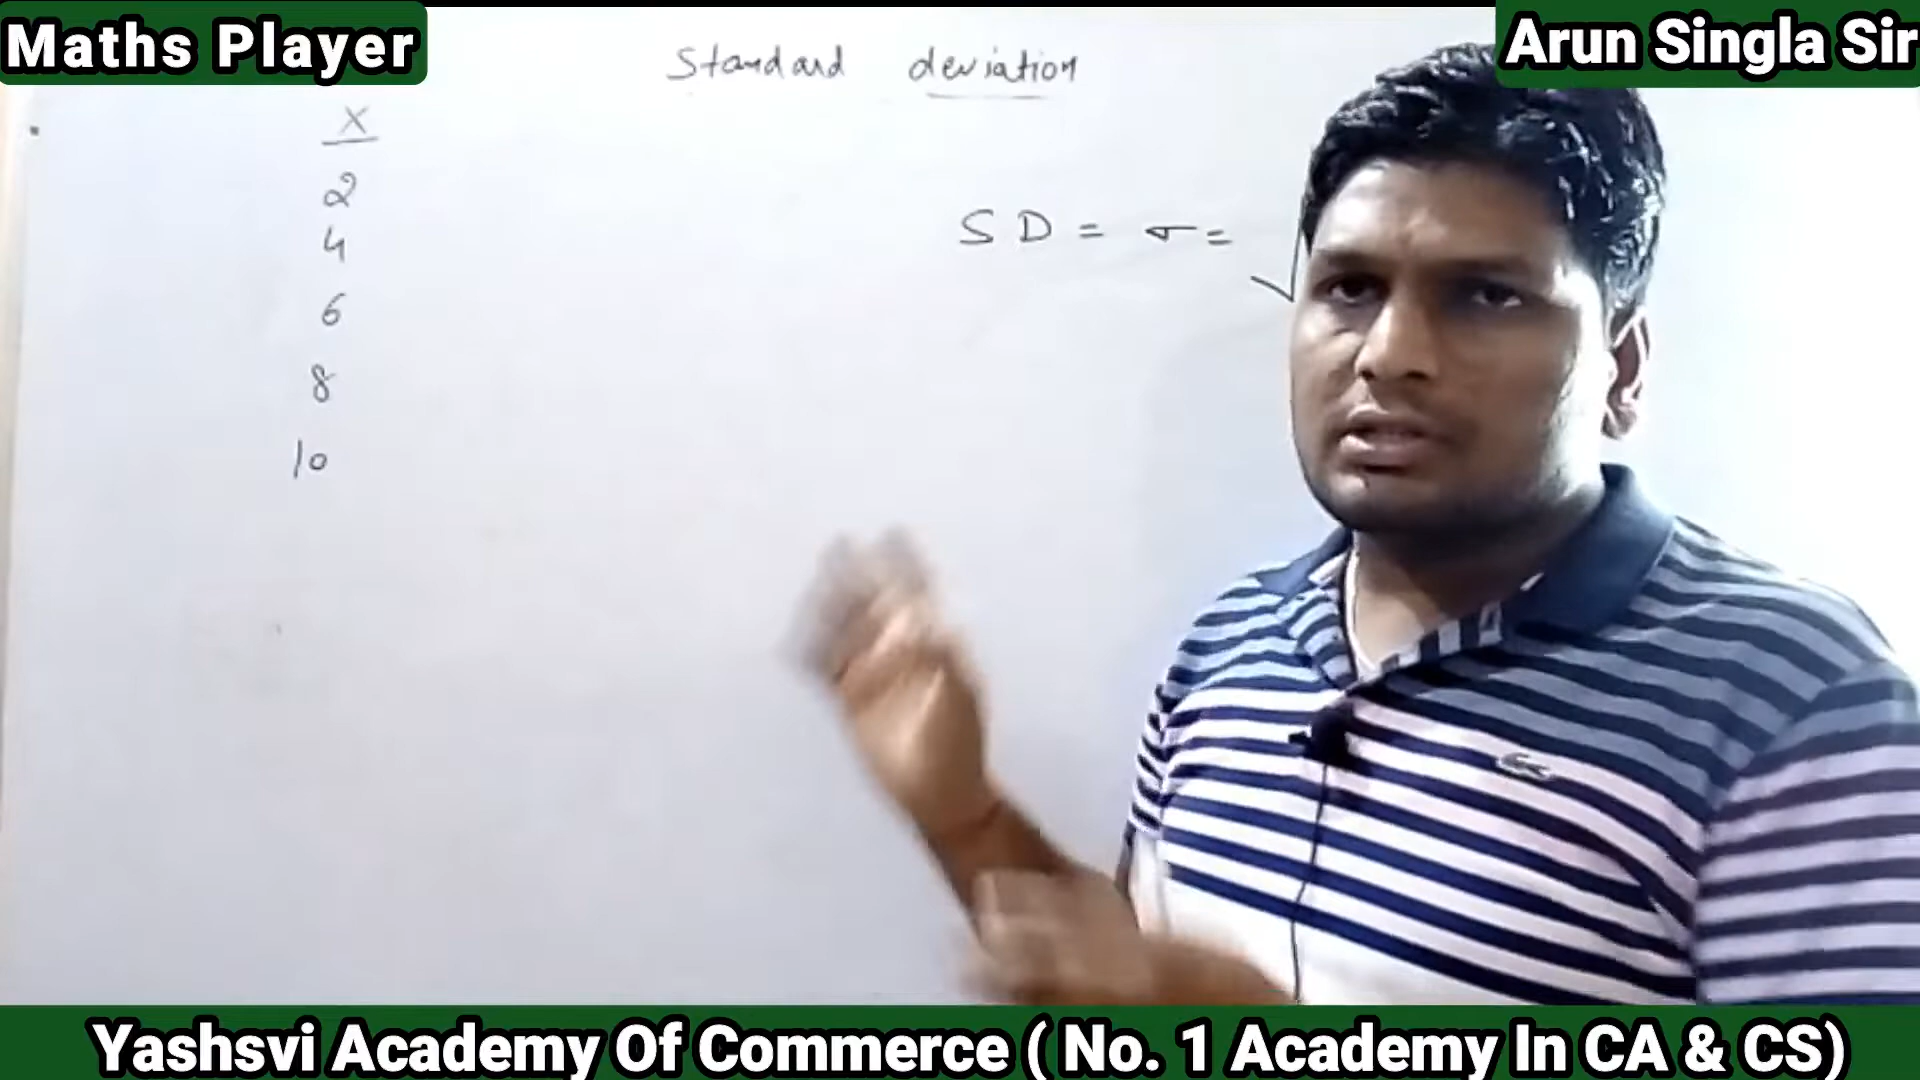 Maths Player
Arun Singla Sir
Standard deviation
X
2
4
6
8
10
SD = σ = √
Yashsvi Academy Of Commerce ( No. 1 Academy In CA & CS)